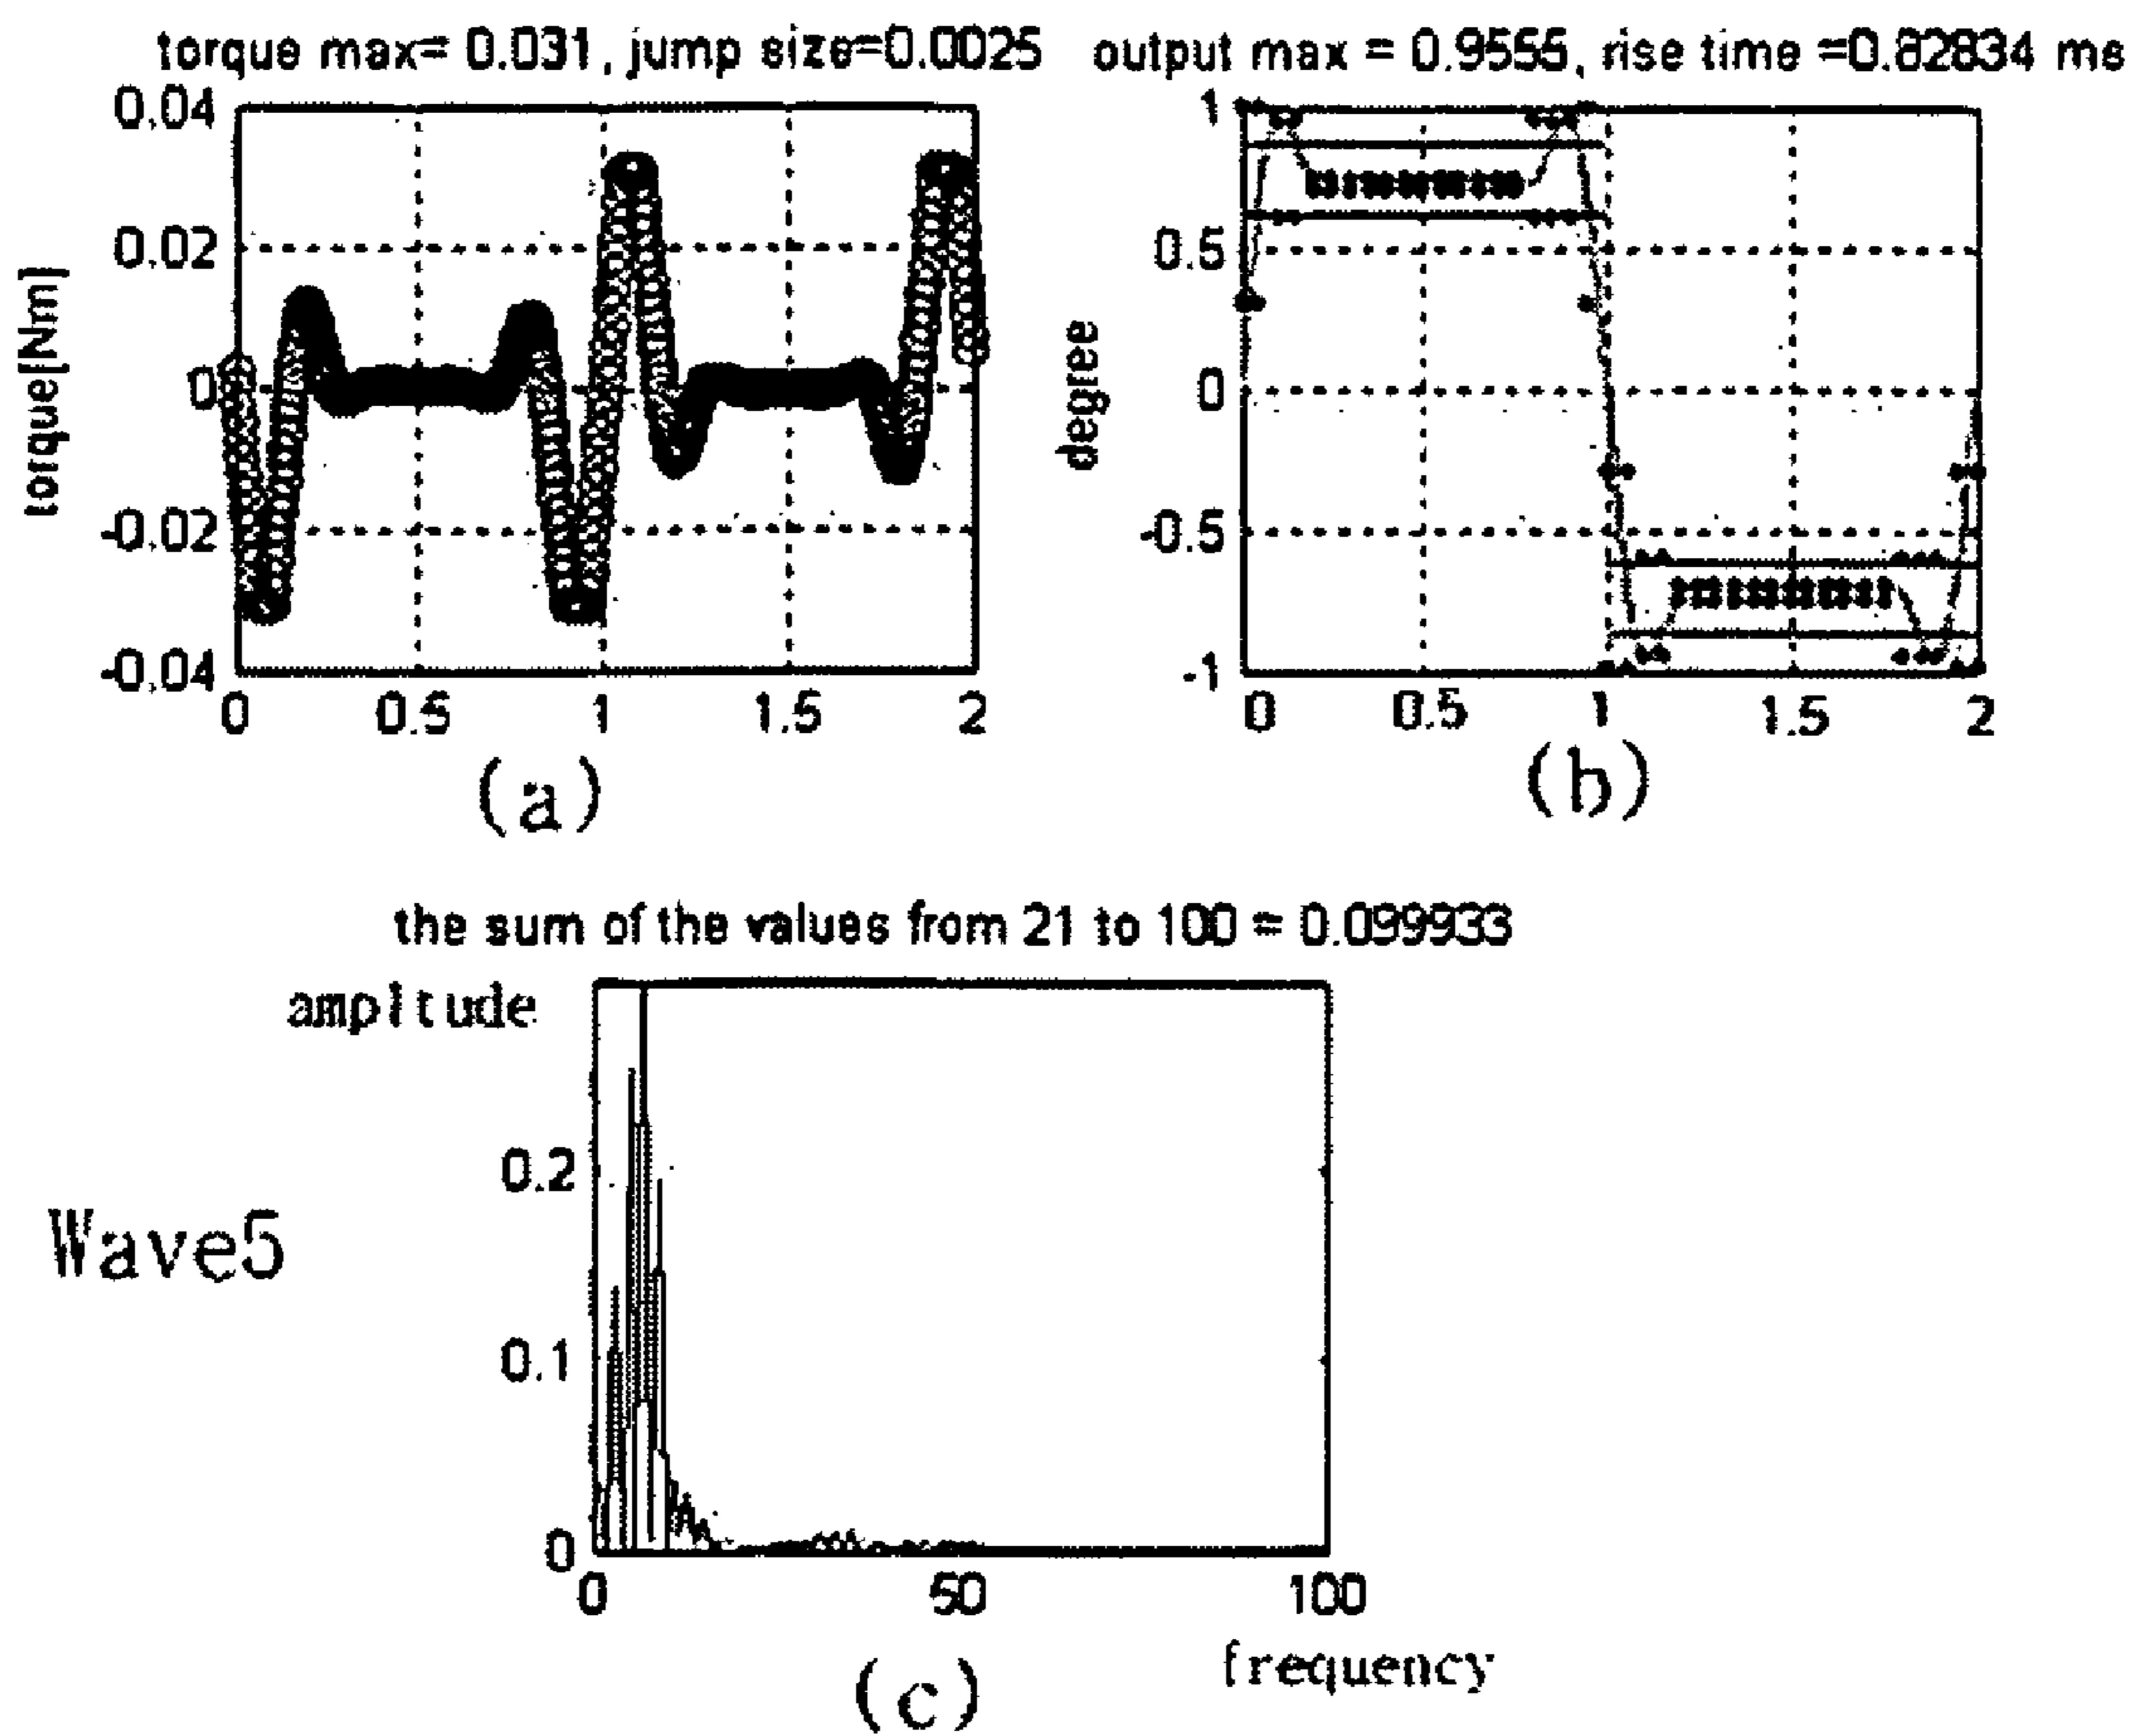 torque max= 0.031, jump size=0.0025
output max = 0.9555, rise time =0.82834 ms
0.04
0.02
0
-0.02
-0.04
torque[Nm]
0 0.5 1 1.5 2
(a)
1
0.5
0
-0.5
-1
degree
0 0.5 1 1.5 2
(b)
the sum of the values from 21 to 100 = 0.099933
amplitude
0.2
0.1
0
Wave5
0 50 100
frequency
(c)